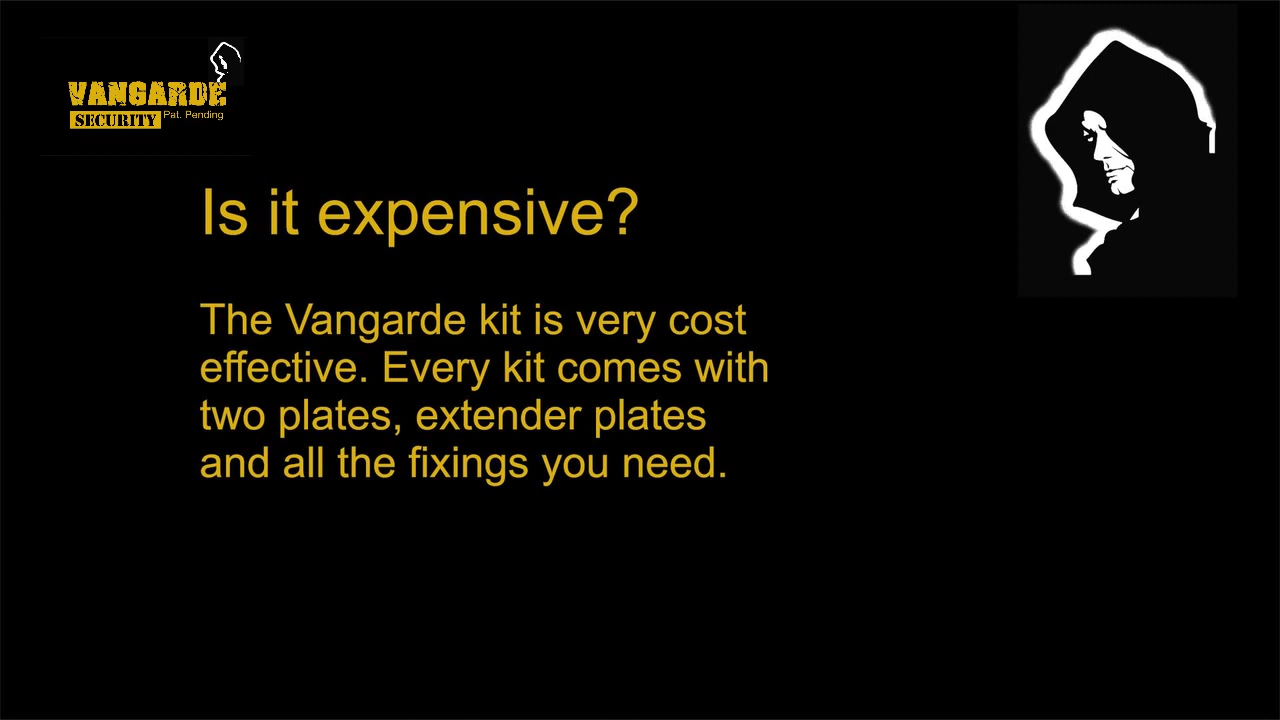 VANGARDE
SECURITY Pat. Pending
Is it expensive?
The Vangarde kit is very cost
effective. Every kit comes with
two plates, extender plates
and all the fixings you need.